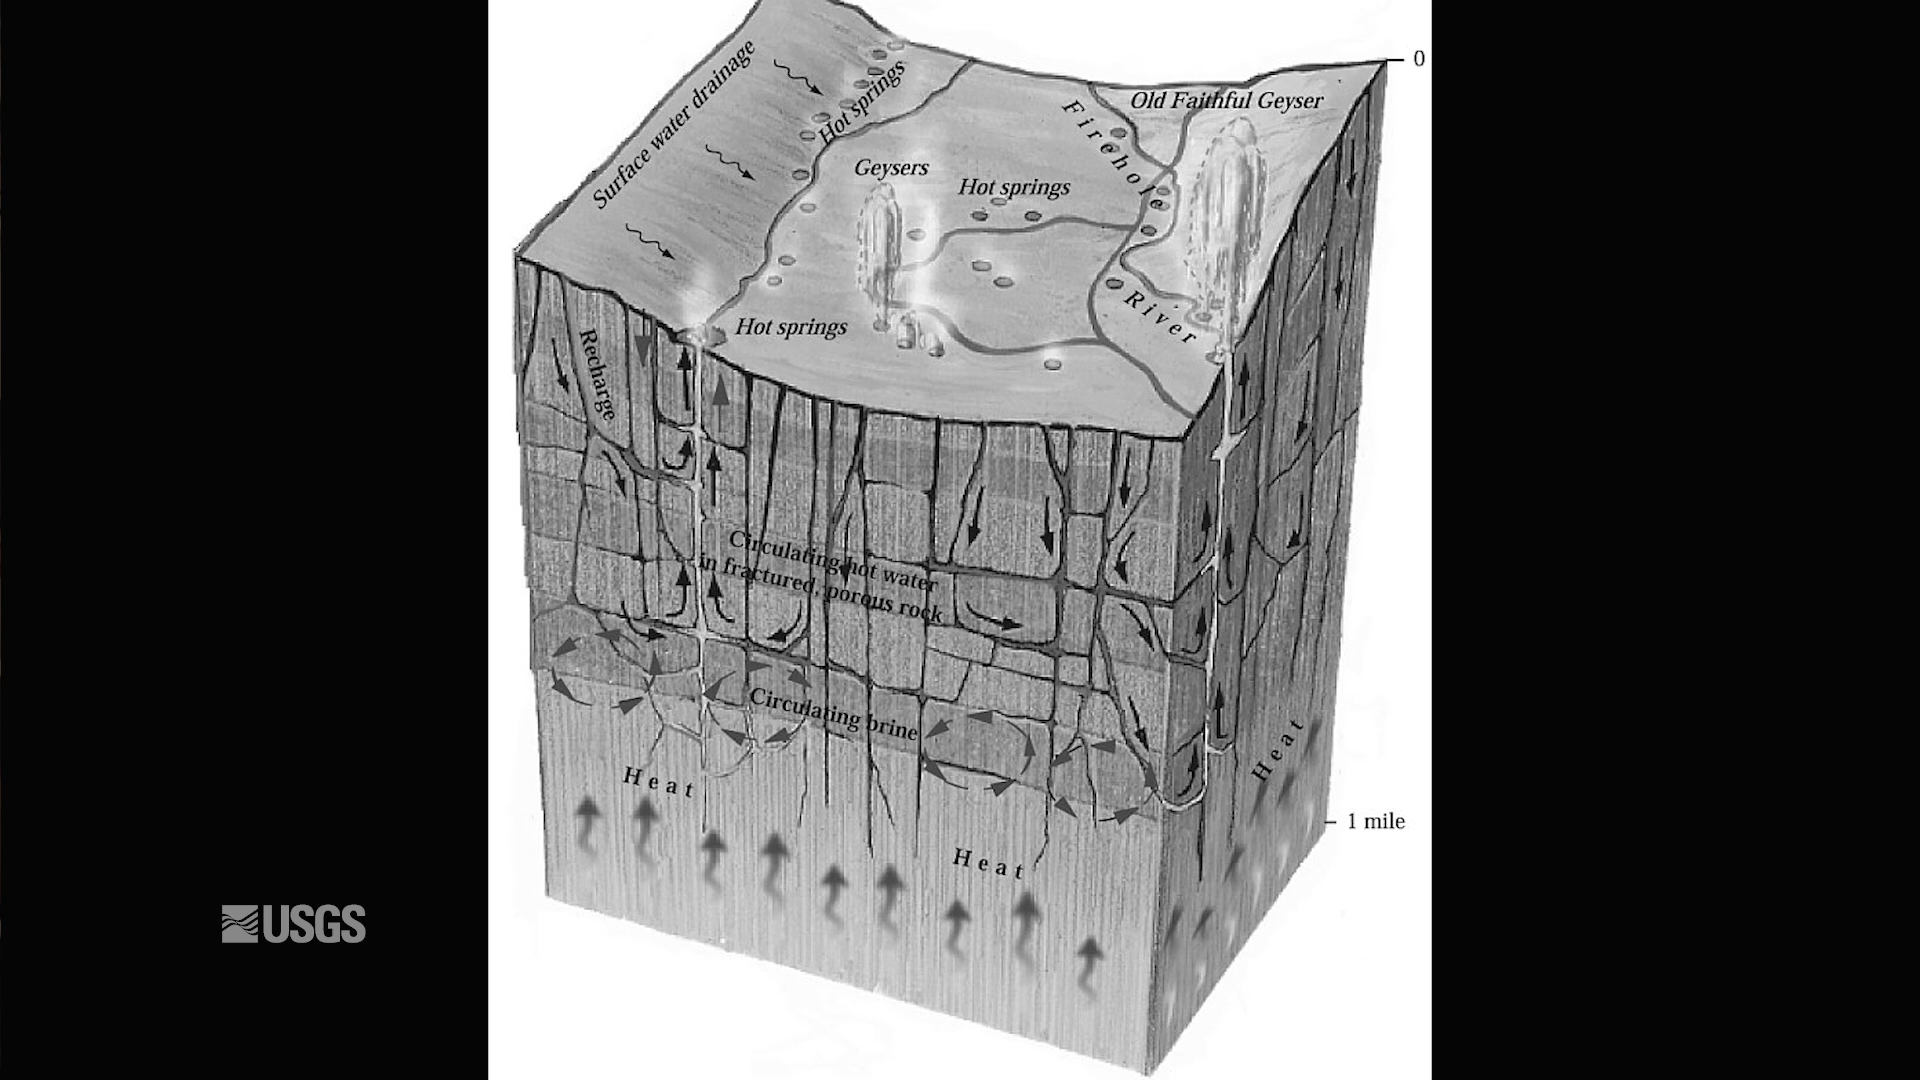 0
Old Faithful Geyser
Surface water drainage
Hot springs
Firehole
River
Geysers
Hot springs
Hot springs
Recharge
Circulating hot water
in fractured, porous rock
Circulating brine
Heat
Heat
Heat
1 mile
USGS